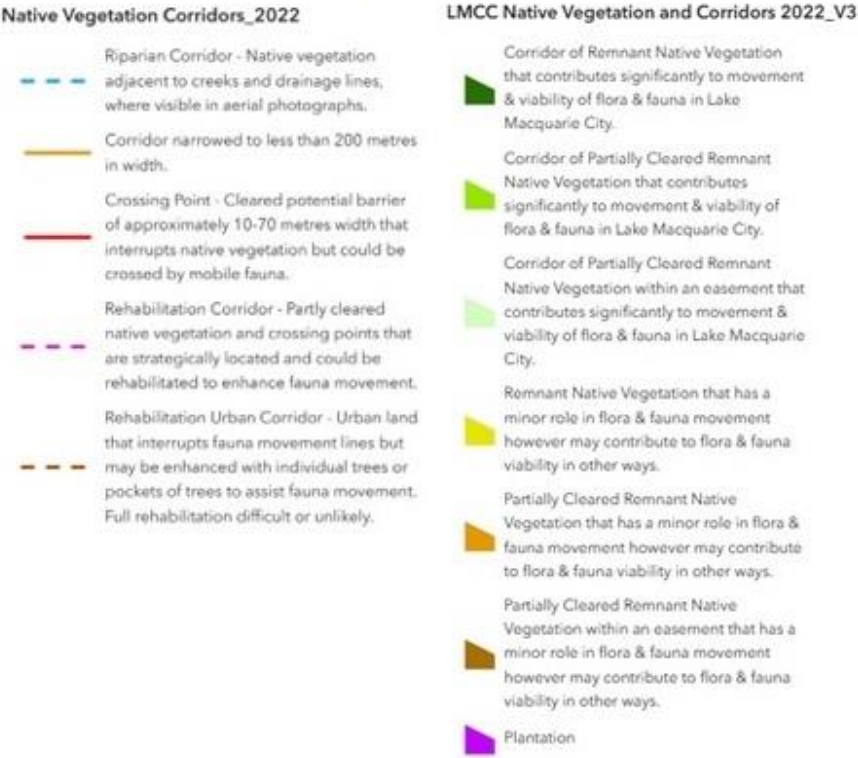 Native Vegetation Corridors_2022
Riparian Corridor - Native vegetation
adjacent to creeks and drainage lines,
where visible in aerial photographs.
Corridor narrowed to less than 200 metres
in width.
Crossing Point - Cleared potential barrier
of approximately 10-70 metres width that
interrupts native vegetation but could be
crossed by mobile fauna.
Rehabilitation Corridor - Partly cleared
native vegetation and crossing points that
are strategically located and could be
rehabilitated to enhance fauna movement.
Rehabilitation Urban Corridor - Urban land
that interrupts fauna movement lines but
may be enhanced with individual trees or
pockets of trees to assist fauna movement.
Full rehabilitation difficult or unlikely.
LMCC Native Vegetation and Corridors 2022_V3
Corridor of Remnant Native Vegetation
that contributes significantly to movement
& viability of flora & fauna in Lake
Macquarie City.
Corridor of Partially Cleared Remnant
Native Vegetation that contributes
significantly to movement & viability of
flora & fauna in Lake Macquarie City.
Corridor of Partially Cleared Remnant
Native Vegetation within an easement that
contributes significantly to movement &
viability of flora & fauna in Lake Macquarie
City.
Remnant Native Vegetation that has a
minor role in flora & fauna movement
however may contribute to flora & fauna
viability in other ways.
Partially Cleared Remnant Native
Vegetation that has a minor role in flora &
fauna movement however may contribute
to flora & fauna viability in other ways.
Partially Cleared Remnant Native
Vegetation within an easement that has a
minor role in flora & fauna movement
however may contribute to flora & fauna
viability in other ways.
Plantation